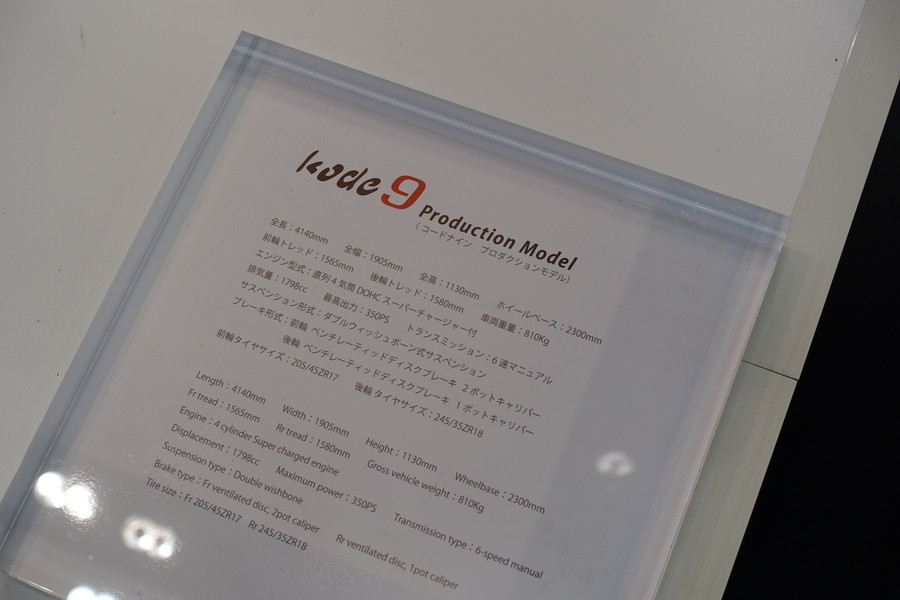 kode 9 Production Model
（コードナイン　プロダクションモデル）
全長：4140mm　全幅：1905mm　全高：1130mm　ホイールベース：2300mm
前輪トレッド：1565mm　後輪トレッド：1580mm　車両重量：810Kg
エンジン型式：直列４気筒DOHCスーパーチャージャー付
排気量：1798cc　最高出力：350PS　トランスミッション：6速マニュアル
サスペンション形式：ダブルウィッシュボーン式サスペンション
ブレーキ形式：前輪 ベンチレーティッドディスクブレーキ 2ポットキャリパー
後輪 ベンチレーティッドディスクブレーキ 1ポットキャリパー
前輪タイヤサイズ：205/45ZR17　後輪タイヤサイズ：245/35ZR18
Length：4140mm　Width：1905mm　Height：1130mm　Wheelbase：2300mm
Fr tread：1565mm　Rr tread：1580mm　Gross vehicle weight：810Kg
Engine：4 cylinder Super charged engine
Displacement：1798cc　Maximum power：350PS　Transmission type：6-speed manual
Suspension type：Double wishbone
Brake type：Fr ventilated disc, 2pot caliper　Rr ventilated disc, 1pot caliper
Tire size：Fr 205/45ZR17　Rr 245/35ZR18